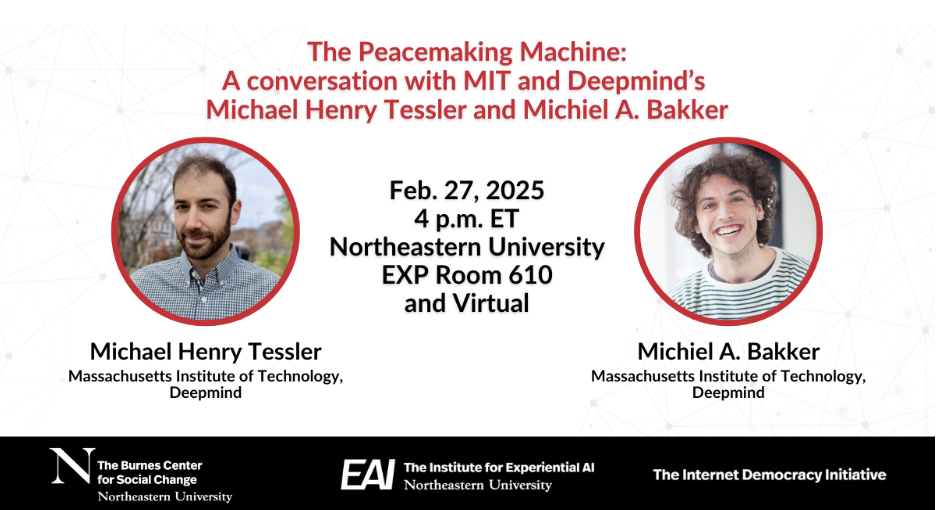 The Peacemaking Machine:
A conversation with MIT and Deepmind's
Michael Henry Tessler and Michiel A. Bakker
Feb. 27, 2025
4 p.m. ET
Northeastern University
EXP Room 610
and Virtual
Michael Henry Tessler
Massachusetts Institute of Technology,
Deepmind
Michiel A. Bakker
Massachusetts Institute of Technology,
Deepmind
N
The Burnes Center
for Social Change
Northeastern University
EAI
The Institute for Experiential AI
Northeastern University
The Internet Democracy Initiative